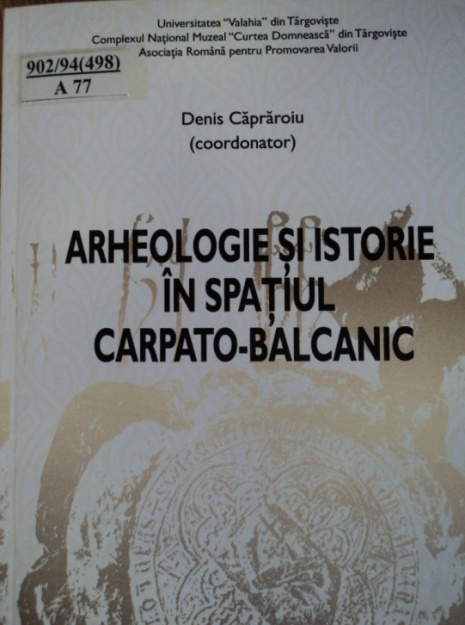 Universitatea "Valahia" din Târgoviște
Complexul Național Muzeal "Curtea Domnească" din Târgoviște
Asociația Română pentru Promovarea Valorii
902/94(498)
A 77
Denis Căprăroiu
(coordonator)
ARHEOLOGIE ȘI ISTORIE
ÎN SPAȚIUL
CARPATO-BALCANIC